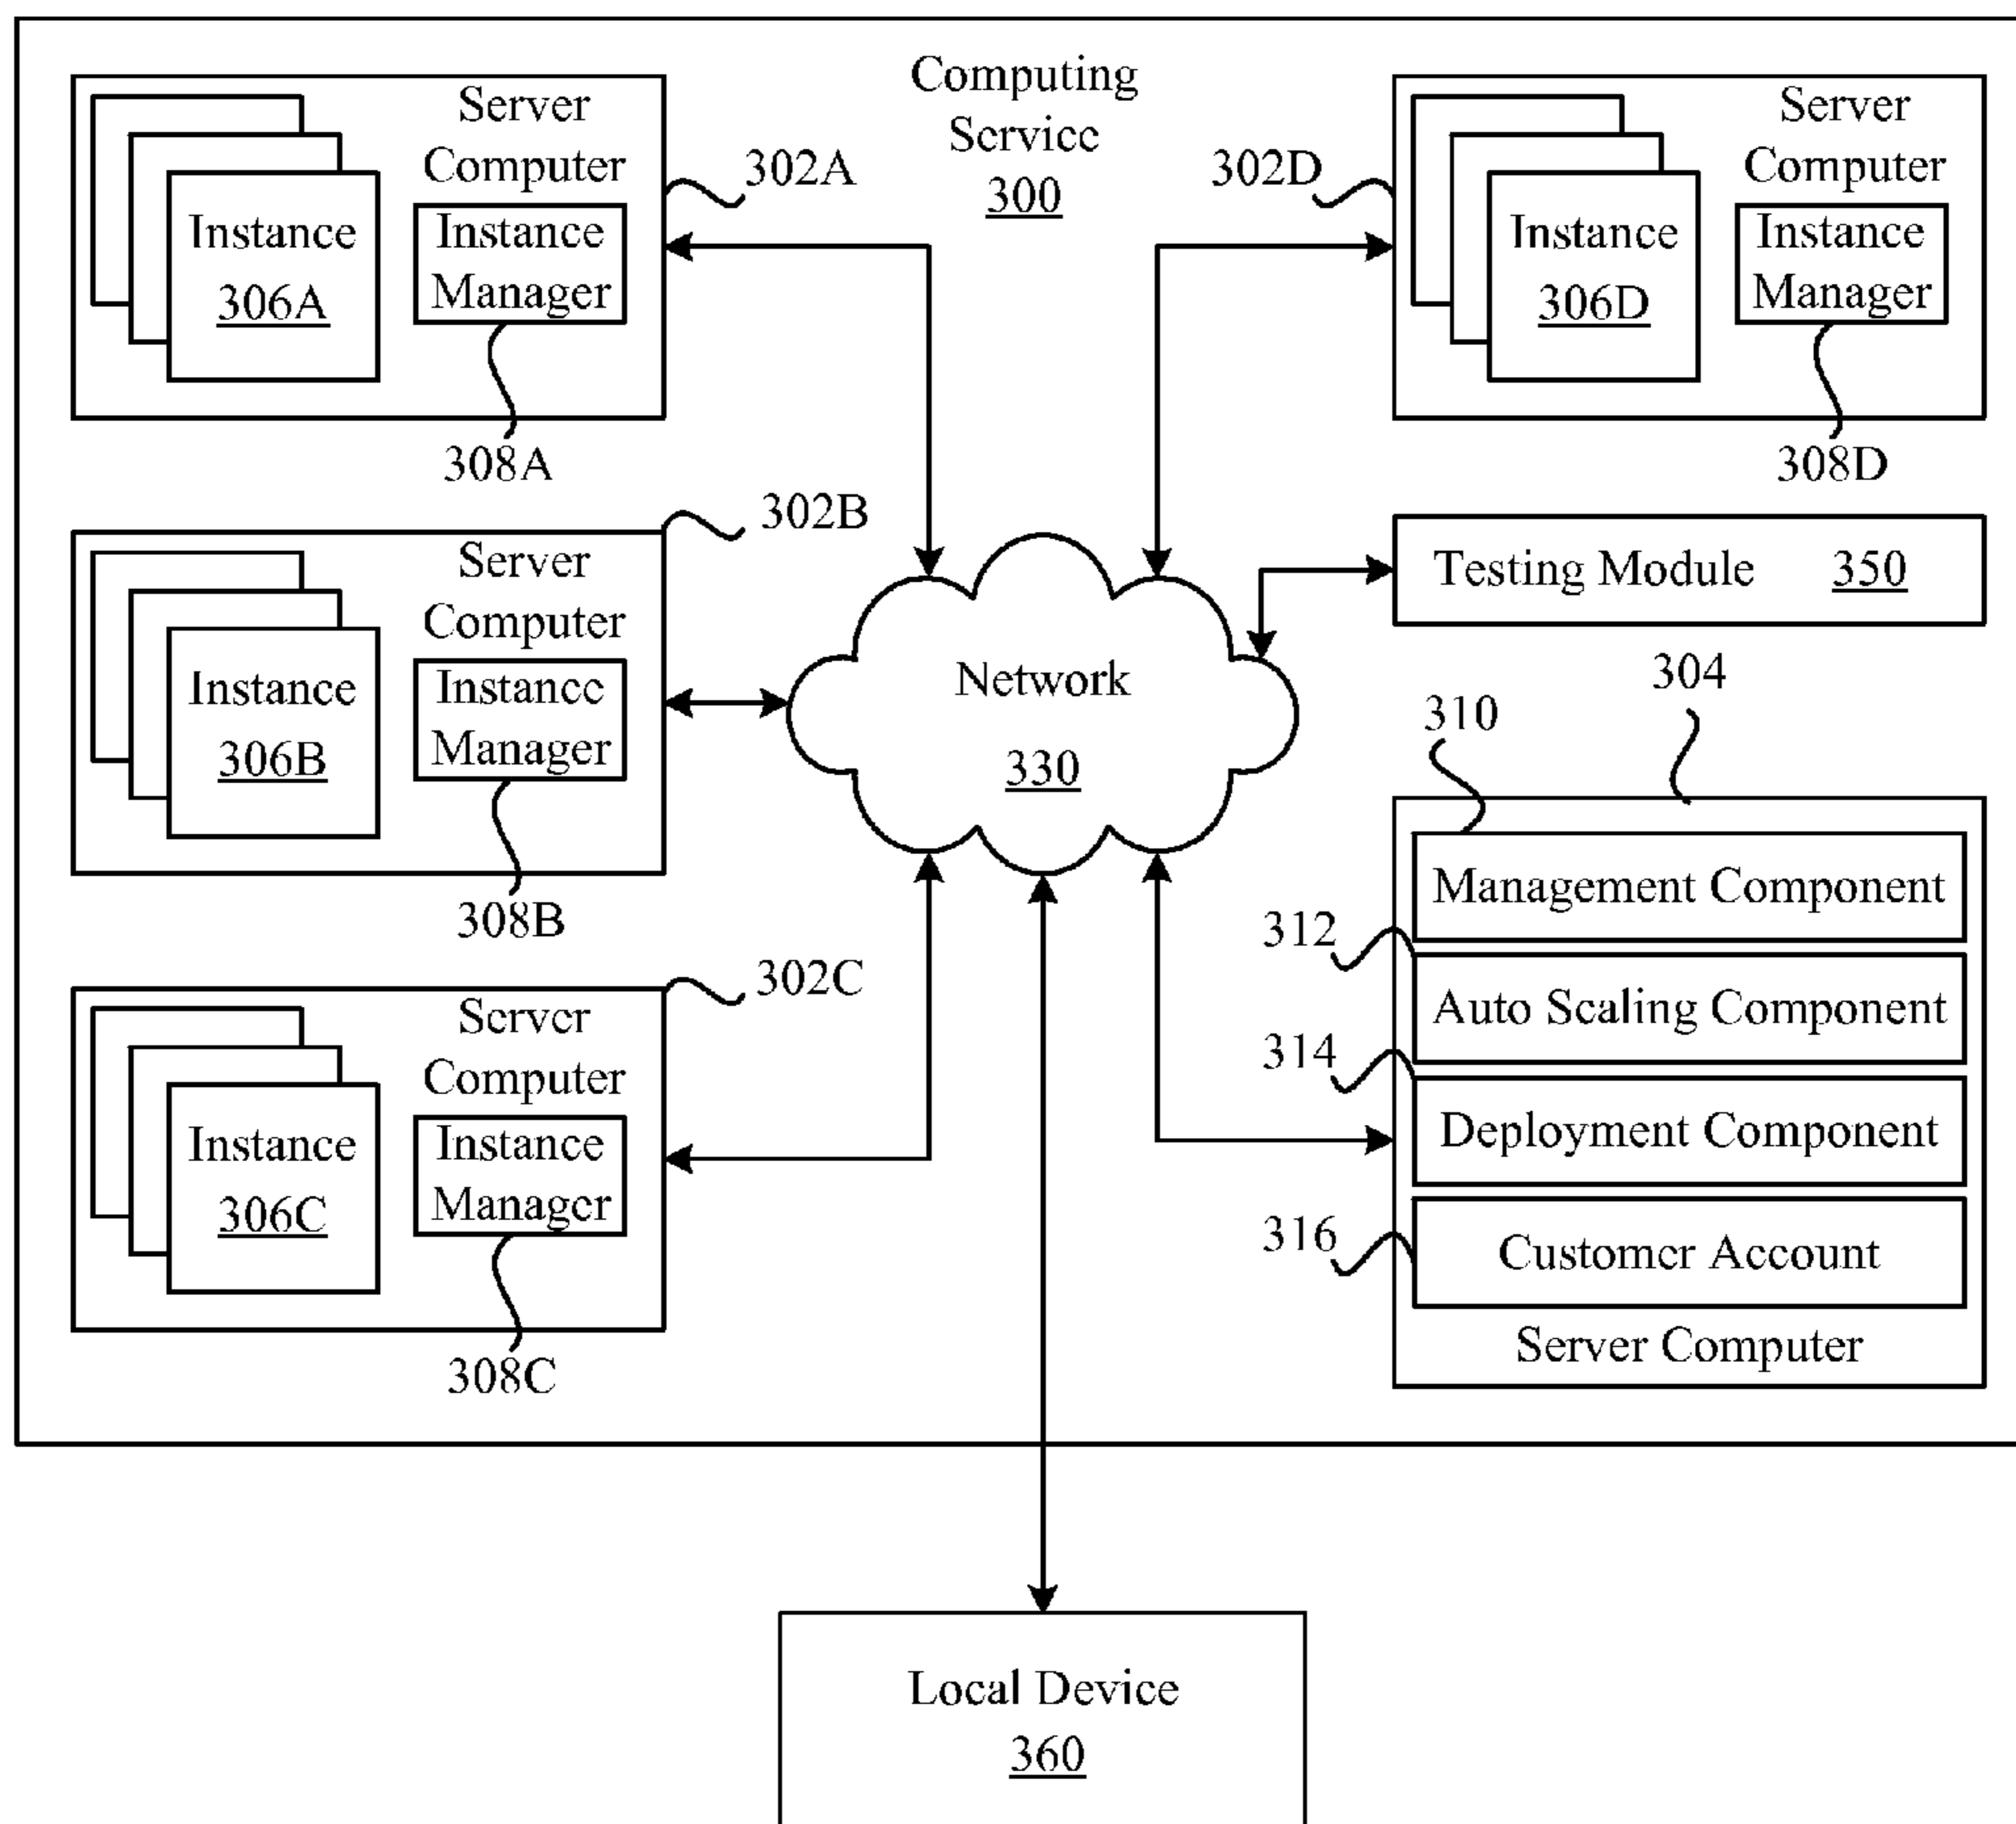 Computing
Service
300
Server
Computer
302A
Instance
306A
Instance
Manager
308A
Server
Computer
302D
Instance
306D
Instance
Manager
308D
302B
Server
Computer
Instance
306B
Instance
Manager
308B
Testing Module 350
Network
330
304
310
Management Component
312
Auto Scaling Component
314
Deployment Component
316
Customer Account
Server Computer
302C
Server
Computer
Instance
306C
Instance
Manager
308C
Local Device
360